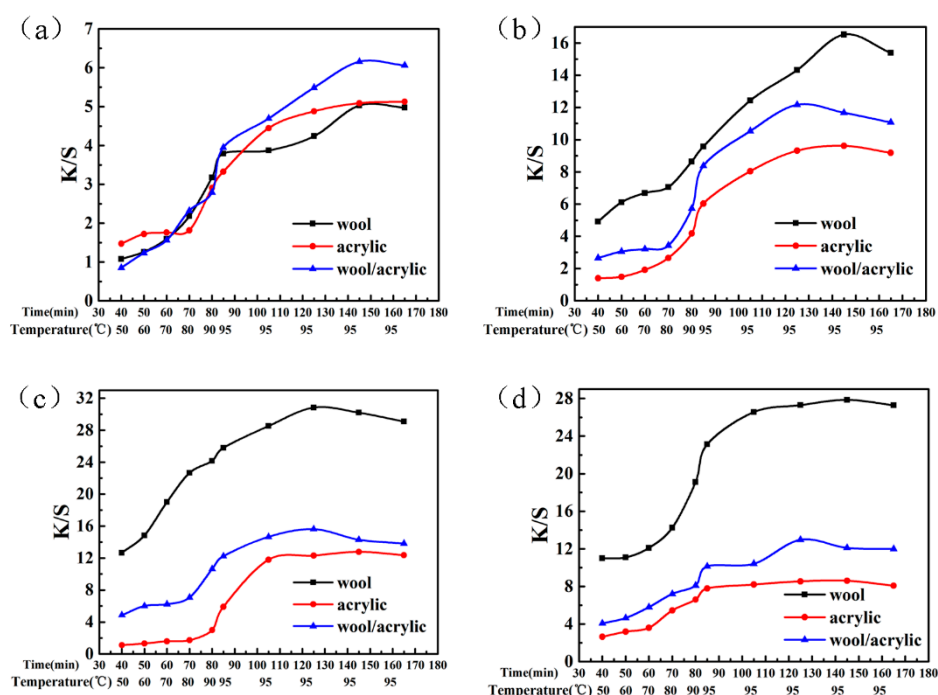 (a)
7
6
5
4
3
2
1
0
K/S
wool
acrylic
wool/acrylic
Time(min) 30 40 50 60 70 80 90 100 110 120 130 140 150 160 170 180
Temperature(℃) 50 60 70 80 90 95 95 95 95 95
(b)
16
14
12
10
8
6
4
2
0
K/S
wool
acrylic
wool/acrylic
Time(min) 30 40 50 60 70 80 90 100 110 120 130 140 150 160 170 180
Temperature(℃) 50 60 70 80 90 95 95 95 95 95
(c)
32
28
24
20
16
12
8
4
0
K/S
wool
acrylic
wool/acrylic
Time(min) 30 40 50 60 70 80 90 100 110 120 130 140 150 160 170 180
Temperature(℃) 50 60 70 80 90 95 95 95 95 95
(d)
28
24
20
16
12
8
4
0
K/S
wool
acrylic
wool/acrylic
Time(min) 30 40 50 60 70 80 90 100 110 120 130 140 150 160 170 180
Temperature(℃) 50 60 70 80 90 95 95 95 95 95